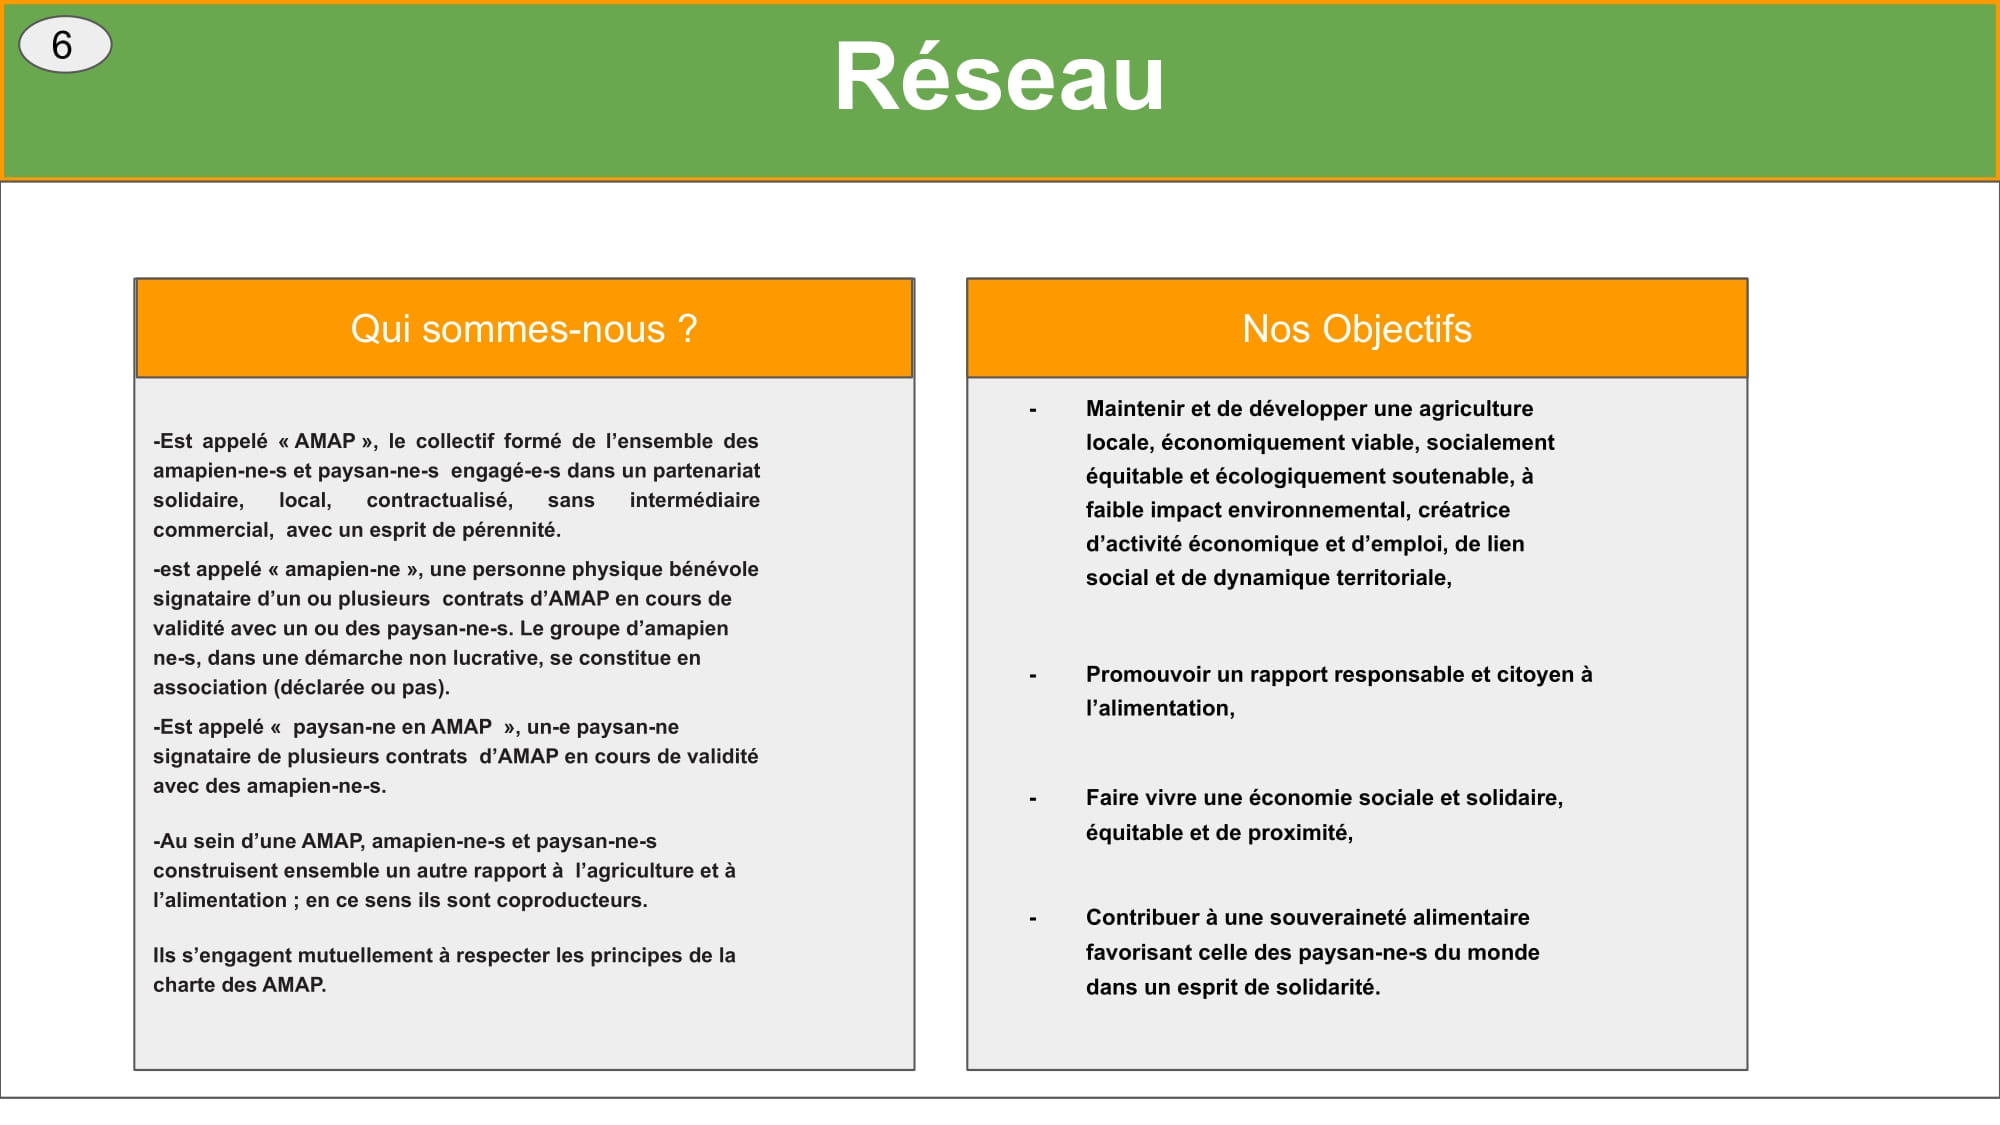 6
Réseau
Qui sommes-nous ?
-Est appelé « AMAP », le collectif formé de l’ensemble des
amapien-ne-s et paysan-ne-s engagé-e-s dans un partenariat
solidaire, local, contractualisé, sans intermédiaire
commercial, avec un esprit de pérennité.
-est appelé « amapien-ne », une personne physique bénévole
signataire d’un ou plusieurs contrats d’AMAP en cours de
validité avec un ou des paysan-ne-s. Le groupe d’amapien
ne-s, dans une démarche non lucrative, se constitue en
association (déclarée ou pas).
-Est appelé « paysan-ne en AMAP », un-e paysan-ne
signataire de plusieurs contrats d’AMAP en cours de validité
avec des amapien-ne-s.
-Au sein d’une AMAP, amapien-ne-s et paysan-ne-s
construisent ensemble un autre rapport à l’agriculture et à
l’alimentation ; en ce sens ils sont coproducteurs.
Ils s’engagent mutuellement à respecter les principes de la
charte des AMAP.
Nos Objectifs
- Maintenir et de développer une agriculture
locale, économiquement viable, socialement
équitable et écologiquement soutenable, à
faible impact environnemental, créatrice
d’activité économique et d’emploi, de lien
social et de dynamique territoriale,
- Promouvoir un rapport responsable et citoyen à
l’alimentation,
- Faire vivre une économie sociale et solidaire,
équitable et de proximité,
- Contribuer à une souveraineté alimentaire
favorisant celle des paysan-ne-s du monde
dans un esprit de solidarité.